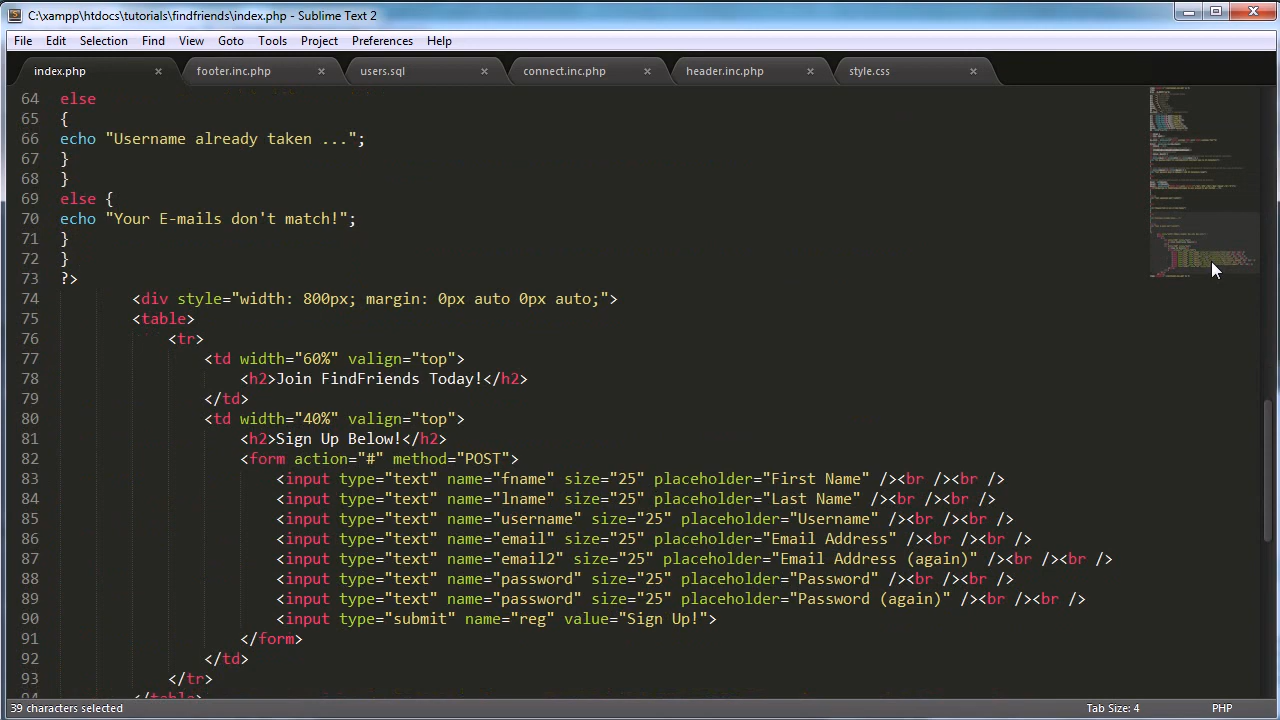 C:\xampp\htdocs\tutorials\findfriends\index.php - Sublime Text 2
File Edit Selection Find View Goto Tools Project Preferences Help
index.php × footer.inc.php × users.sql × connect.inc.php × header.inc.php × style.css ×
64 else
65 {
66 echo "Username already taken ...";
67 }
68 }
69 else {
70 echo "Your E-mails don't match!";
71 }
72 }
73 ?>
74 <div style="width: 800px; margin: 0px auto 0px auto;">
75 <table>
76 <tr>
77 <td width="60%" valign="top">
78 <h2>Join FindFriends Today!</h2>
79 </td>
80 <td width="40%" valign="top">
81 <h2>Sign Up Below!</h2>
82 <form action="#" method="POST">
83 <input type="text" name="fname" size="25" placeholder="First Name" /><br /><br />
84 <input type="text" name="lname" size="25" placeholder="Last Name" /><br /><br />
85 <input type="text" name="username" size="25" placeholder="Username" /><br /><br />
86 <input type="text" name="email" size="25" placeholder="Email Address" /><br /><br />
87 <input type="text" name="email2" size="25" placeholder="Email Address (again)" /><br /><br />
88 <input type="text" name="password" size="25" placeholder="Password" /><br /><br />
89 <input type="text" name="password" size="25" placeholder="Password (again)" /><br /><br />
90 <input type="submit" name="reg" value="Sign Up!">
91 </form>
92 </td>
93 </tr>
94 </table>
39 characters selected Tab Size: 4 PHP